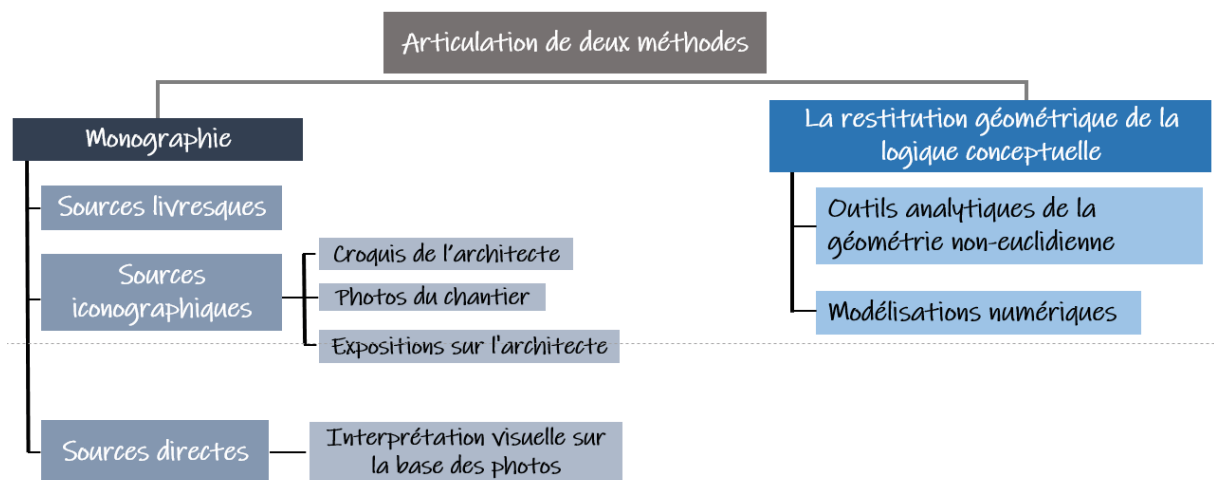 Articulation de deux méthodes
Monographie
Sources livresques
Sources
iconographiques
Croquis de l'architecte
Photos du chantier
Expositions sur l'architecte
Sources directes
Interprétation visuelle sur
la base des photos
La restitution géométrique de la
logique conceptuelle
Outils analytiques de la
géométrie non-euclidienne
Modélisations numériques